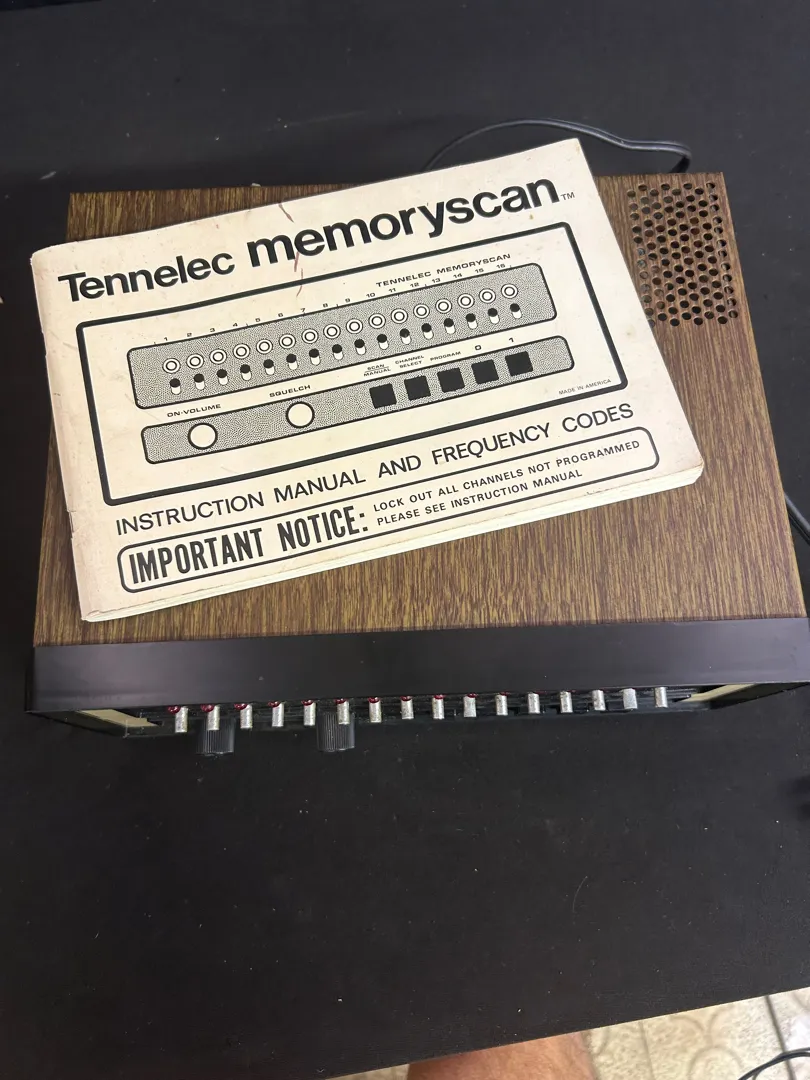 Tennelec memoryscan™
TENNELEC MEMORYSCAN
1 2 3 4 5 6 7 8 9 10 11 12 13 14 15 16
ON-VOLUME
SQUELCH
SCAN MANUAL
CHANNEL SELECT
PROGRAM
0
1
MADE IN AMERICA
INSTRUCTION MANUAL AND FREQUENCY CODES
IMPORTANT NOTICE:
LOCK OUT ALL CHANNELS NOT PROGRAMMED
PLEASE SEE INSTRUCTION MANUAL